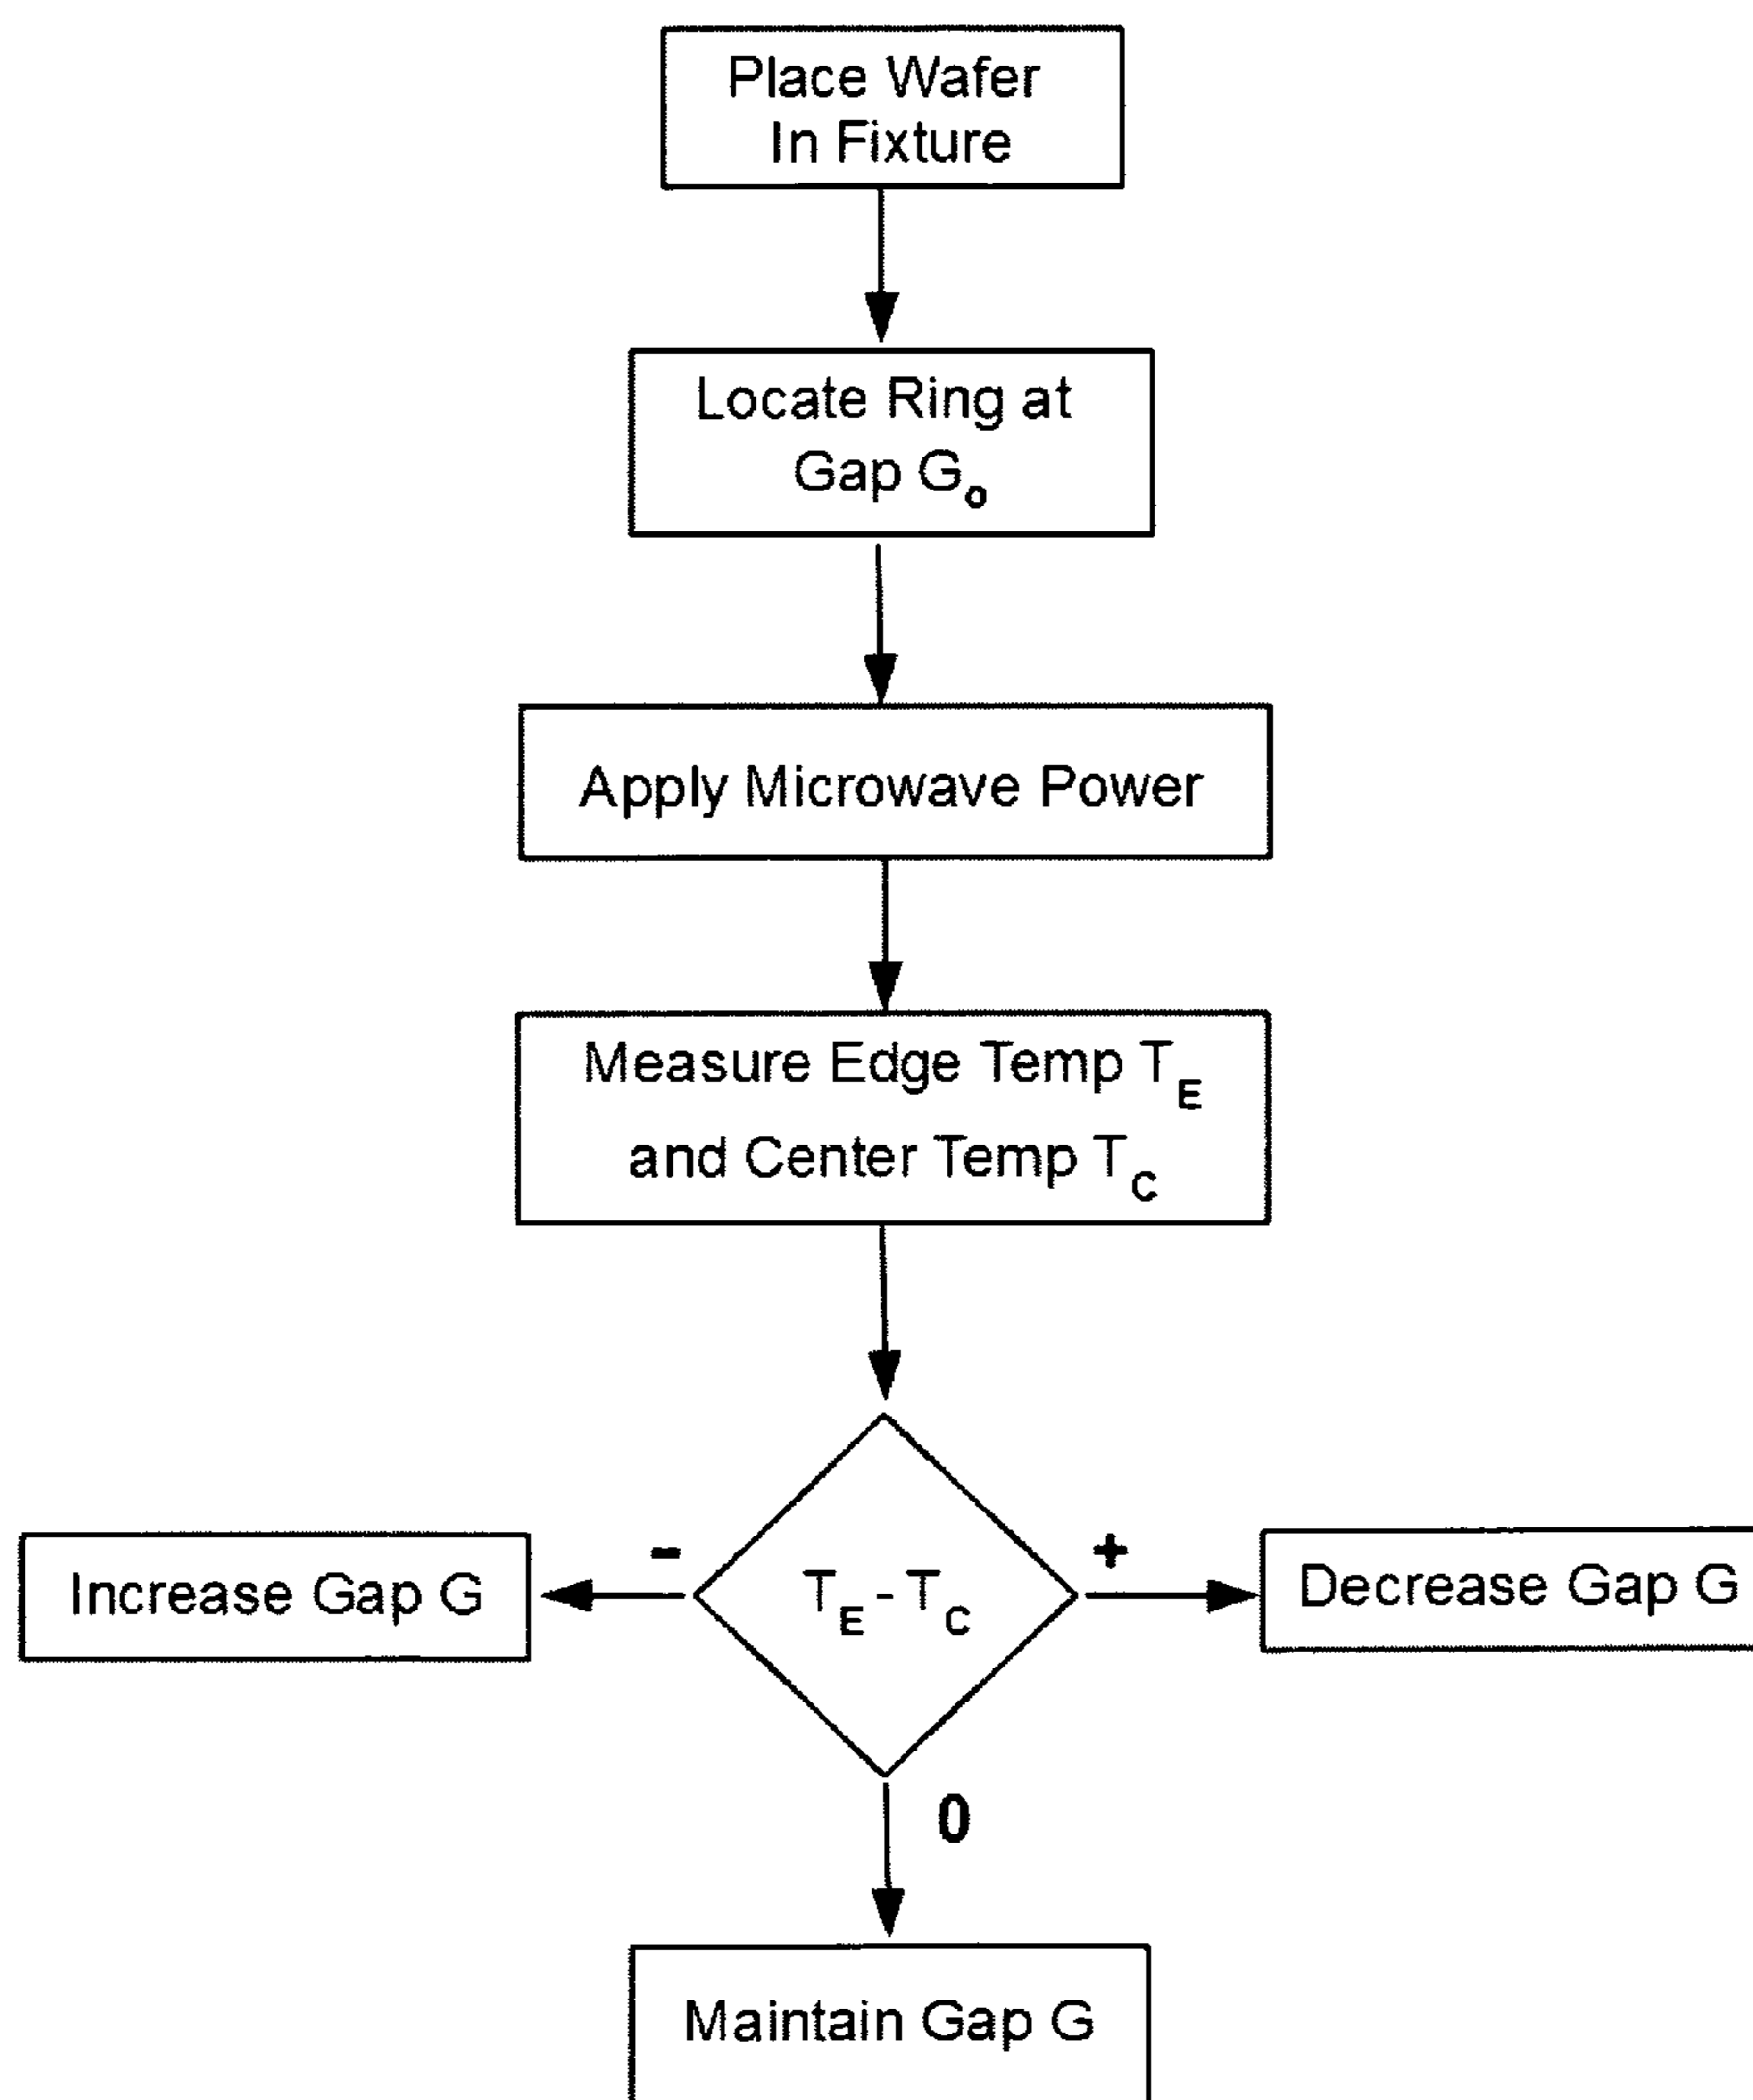 Place Wafer
In Fixture
Locate Ring at
Gap Go
Apply Microwave Power
Measure Edge Temp TE
and Center Temp TC
-
+
Increase Gap G
TE - TC
Decrease Gap G
0
Maintain Gap G